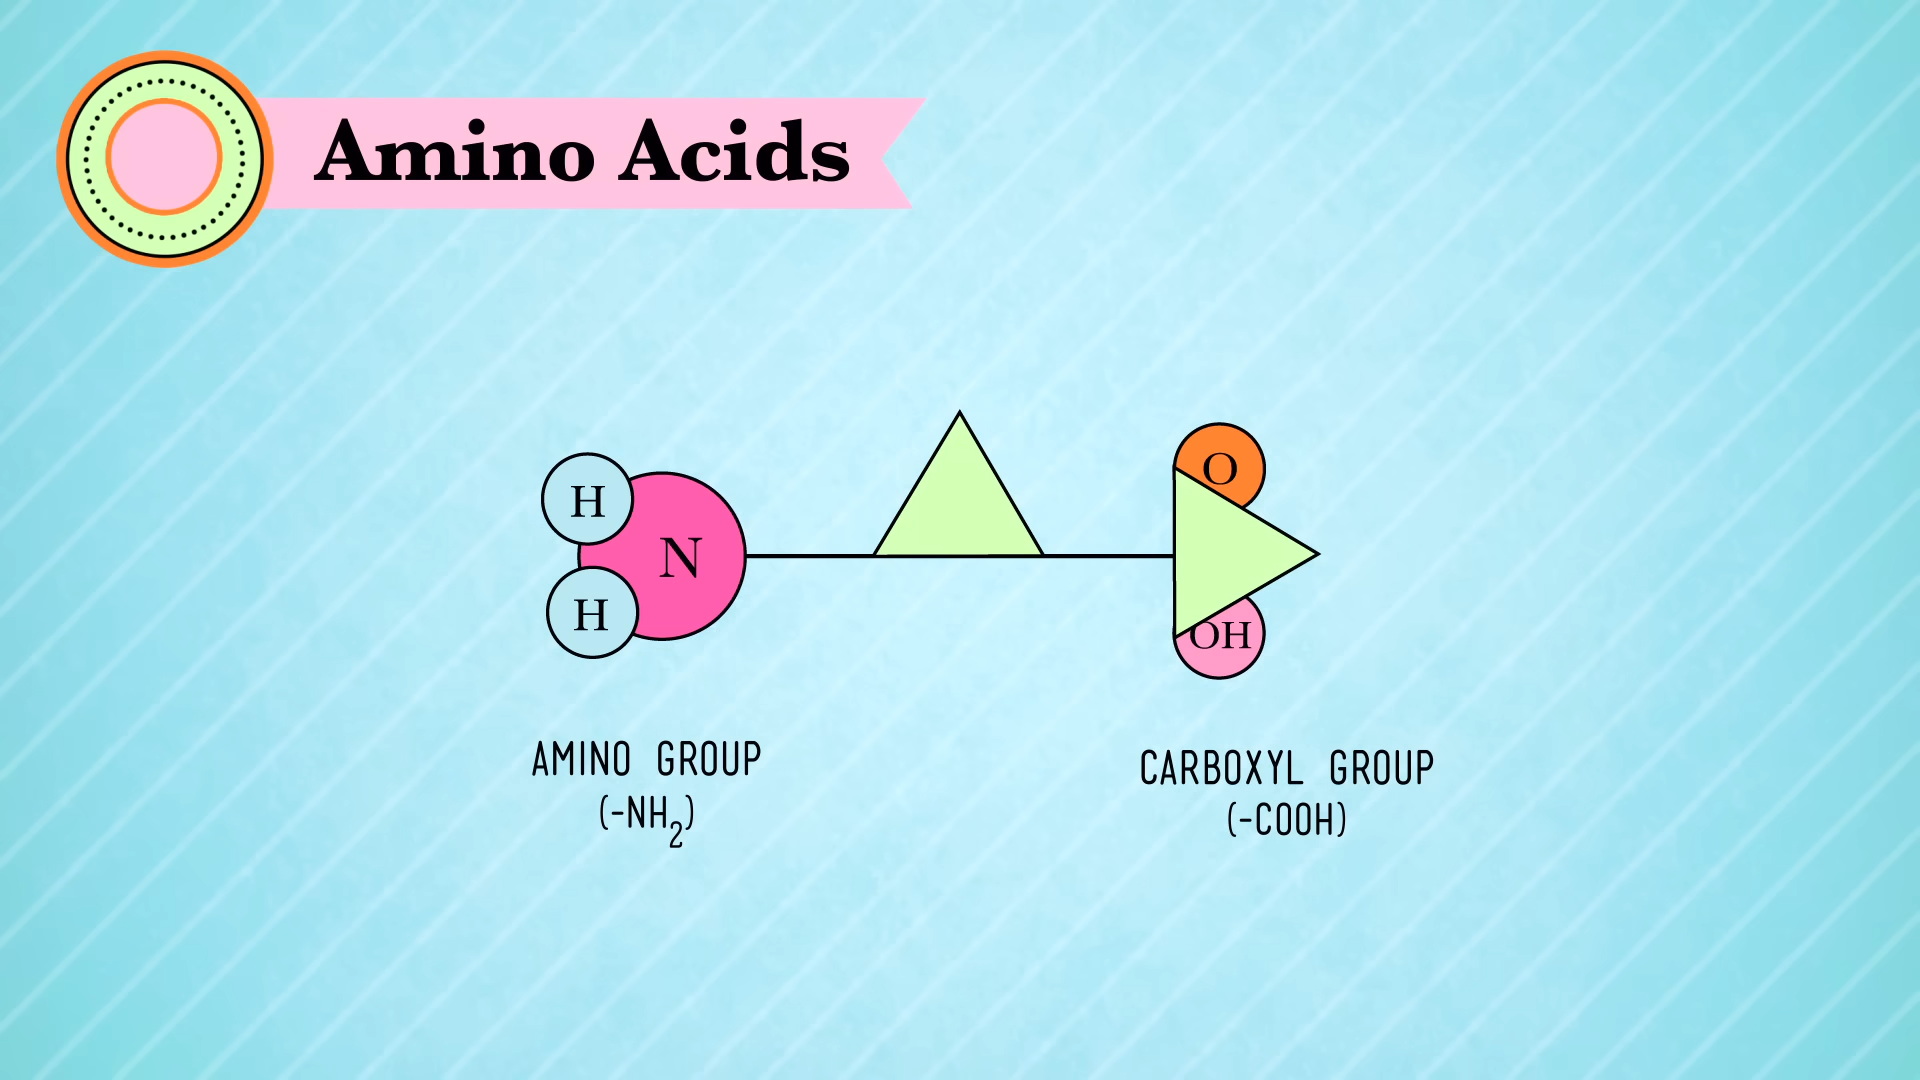 Amino Acids
H
N
H
O
OH
AMINO GROUP
(-NH₂)
CARBOXYL GROUP
(-COOH)